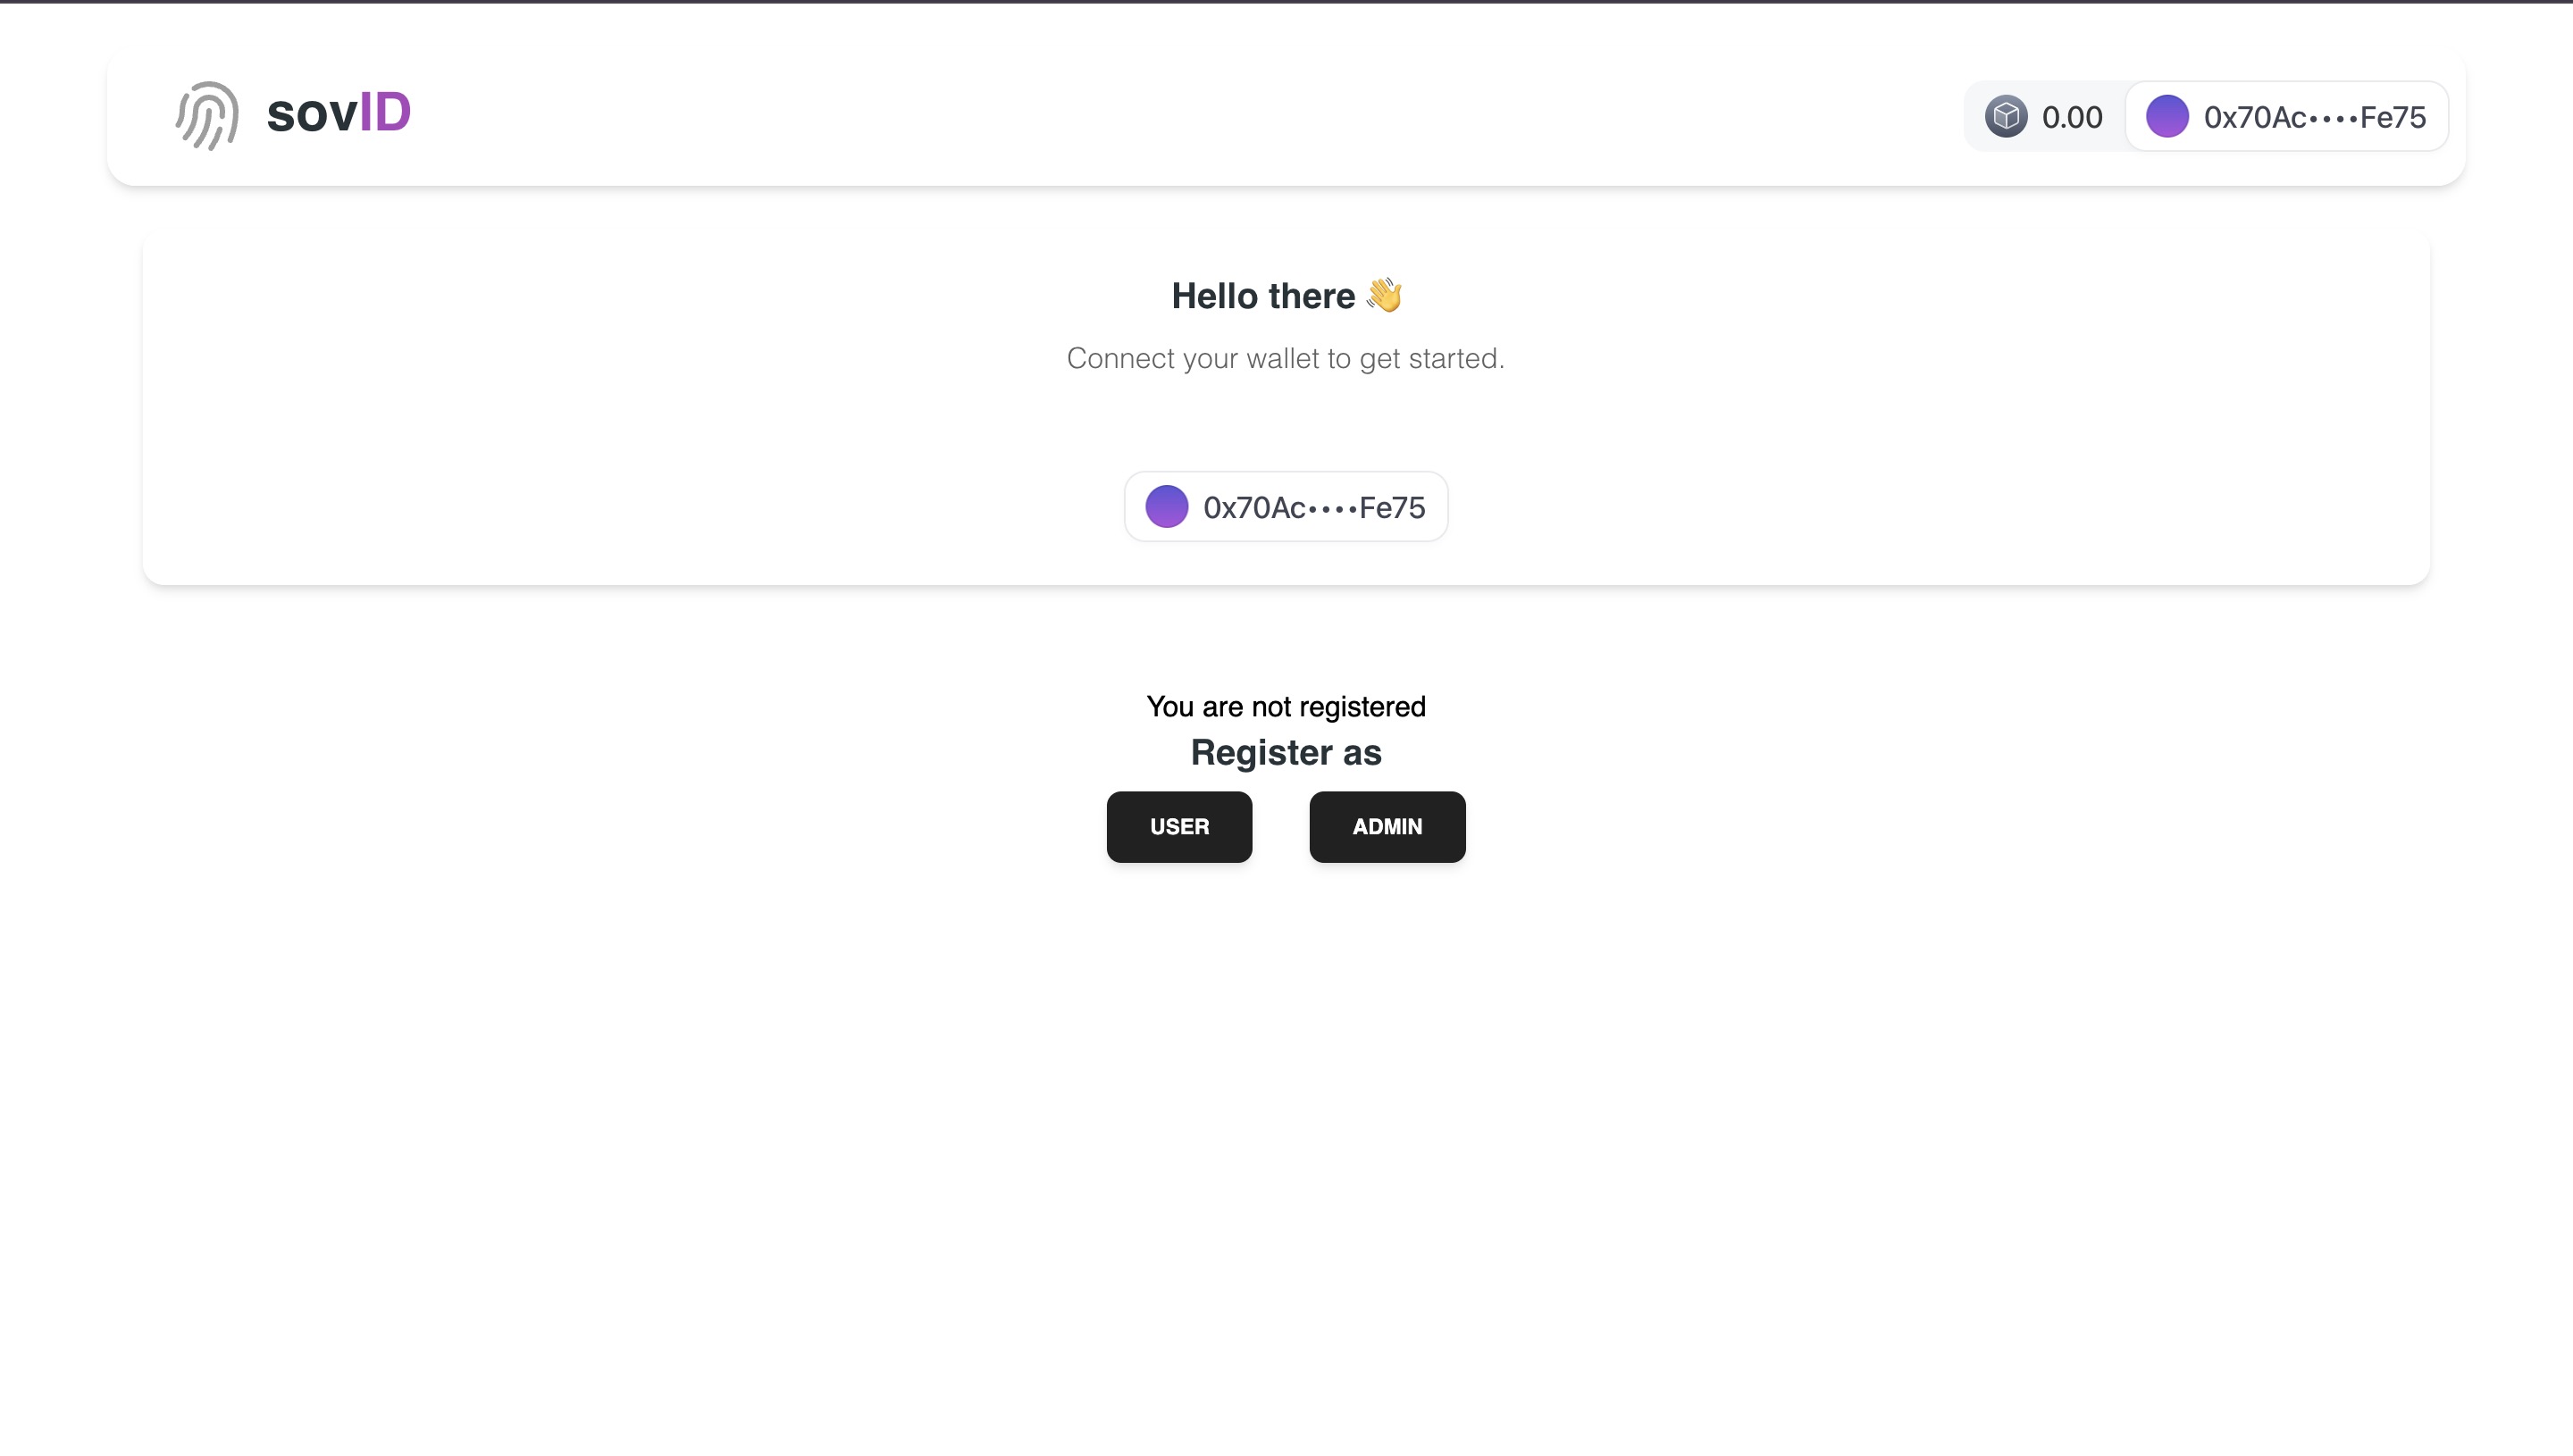 sovID
0.00 0x70Ac••••Fe75
Hello there 👋
Connect your wallet to get started.
0x70Ac••••Fe75
You are not registered
Register as
USER ADMIN